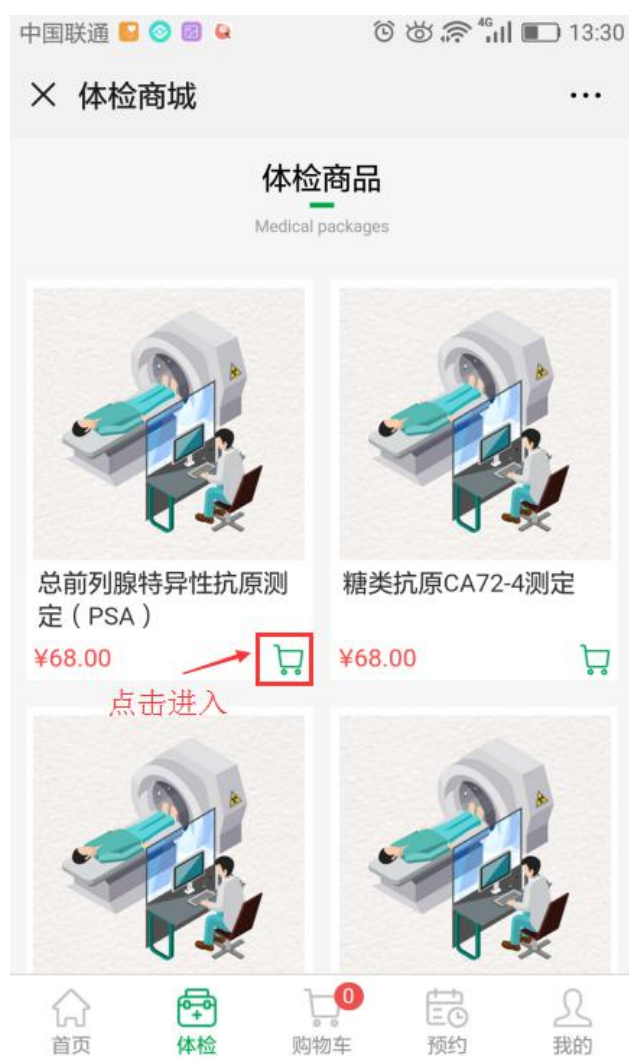 中国联通 4G 13:30
体检商城
体检商品
Medical packages
总前列腺特异性抗原测
定（PSA）
¥68.00
点击进入
糖类抗原CA72-4测定
¥68.00
0
首页 体检 购物车 预约 我的